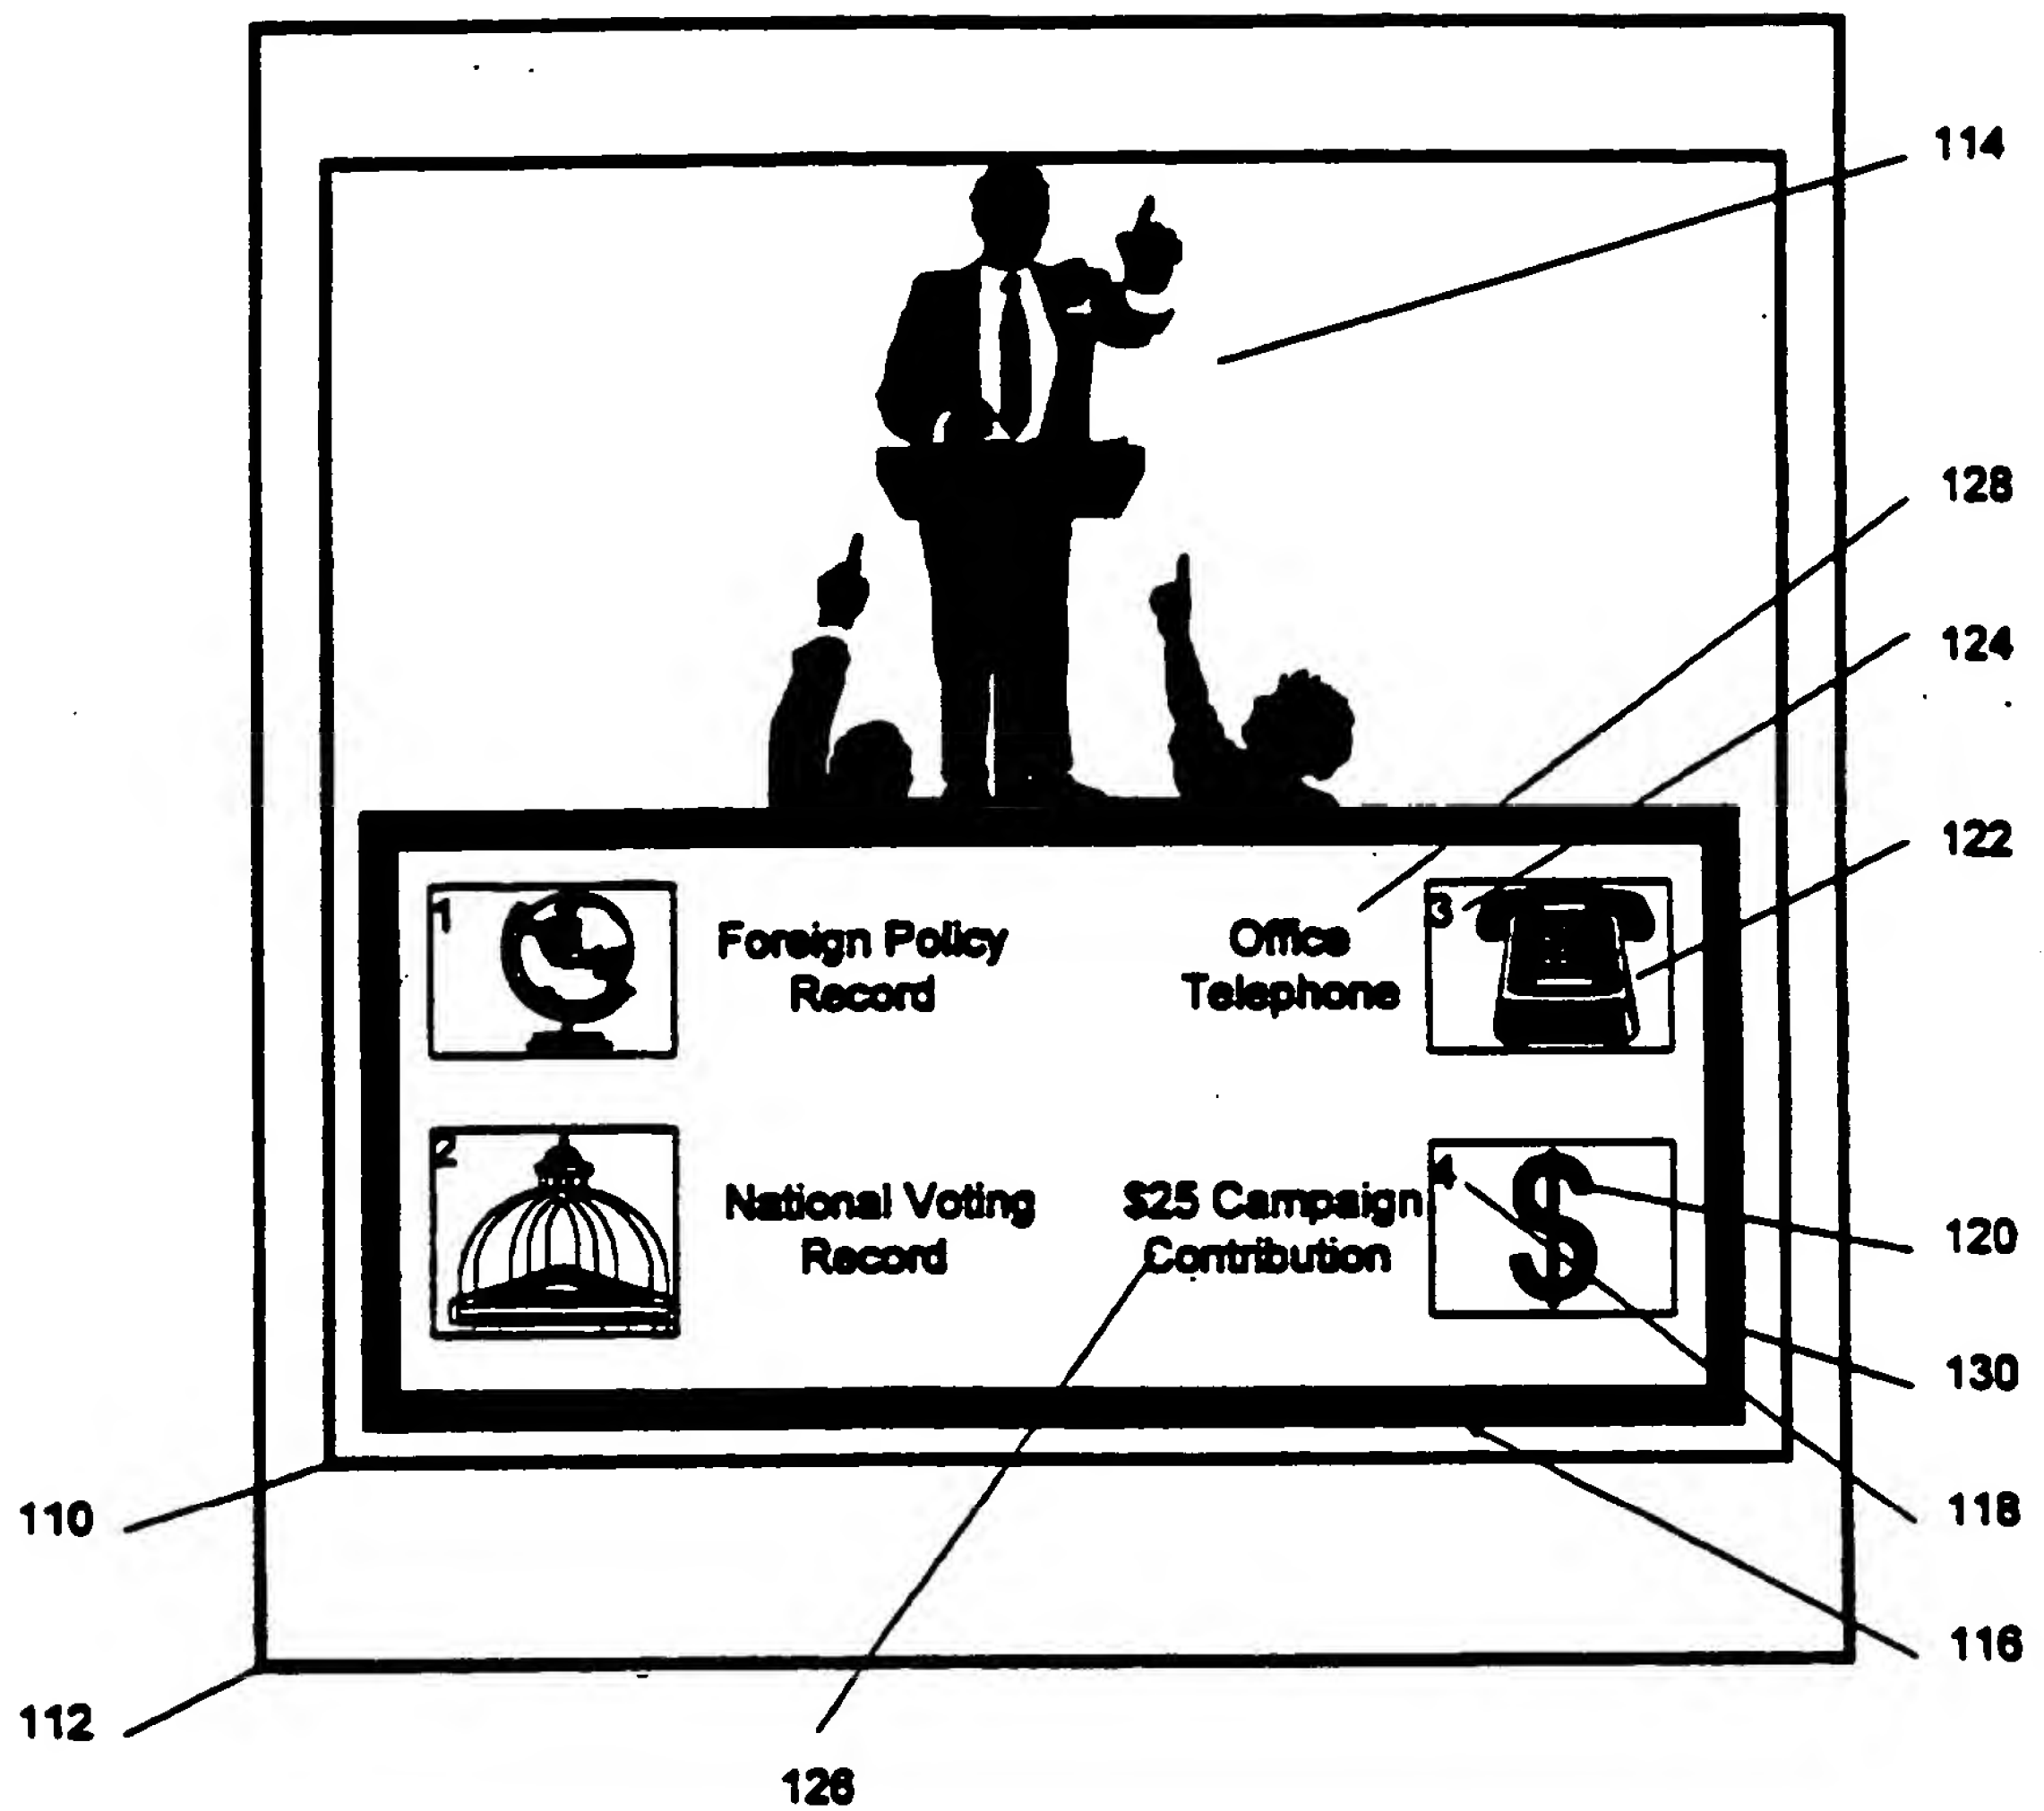 114
128
124
122
1
Foreign Policy
Record
Office
Telephone
3
2
National Voting
Record
$25 Campaign
Contribution
4
120
130
110
118
116
112
126